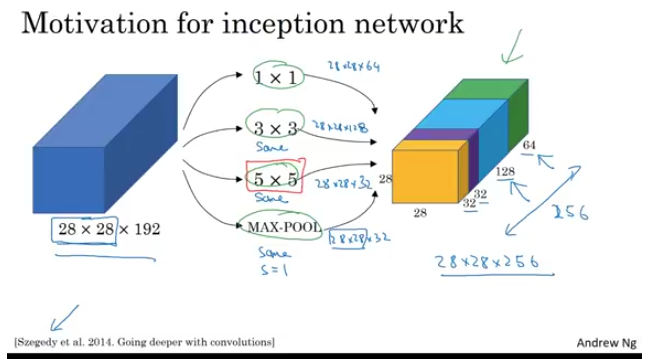 Motivation for inception network
1 × 1
28×28×64
3 × 3
28×28×128
Same
5 × 5
28×28×32
Same
MAX-POOL
28×28×32
Same
s=1
28 × 28 × 192
28
28
32
32
128
64
256
28×28×256
[Szegedy et al. 2014. Going deeper with convolutions]
Andrew Ng